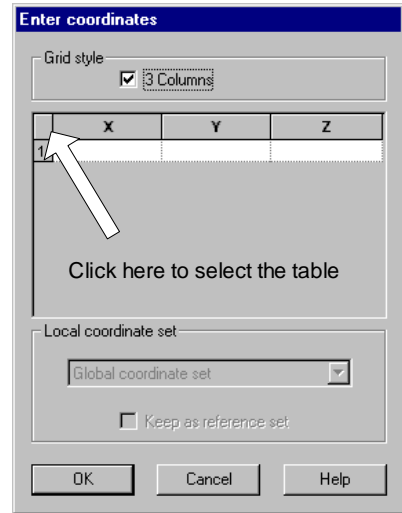 Enter coordinates
Grid style
3 Columns
X Y Z
1
Click here to select the table
Local coordinate set
Global coordinate set
Keep as reference set
OK Cancel Help